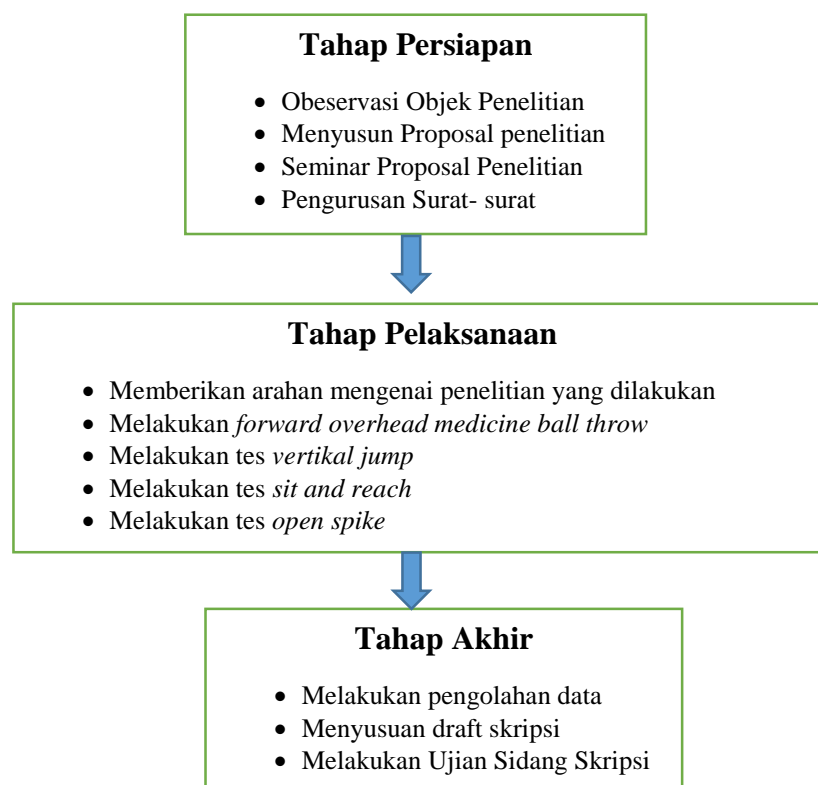 Tahap Persiapan
• Obeservasi Objek Penelitian
• Menyusun Proposal penelitian
• Seminar Proposal Penelitian
• Pengurusan Surat- surat
Tahap Pelaksanaan
• Memberikan arahan mengenai penelitian yang dilakukan
• Melakukan forward overhead medicine ball throw
• Melakukan tes vertikal jump
• Melakukan tes sit and reach
• Melakukan tes open spike
Tahap Akhir
• Melakukan pengolahan data
• Menyusuan draft skripsi
• Melakukan Ujian Sidang Skripsi